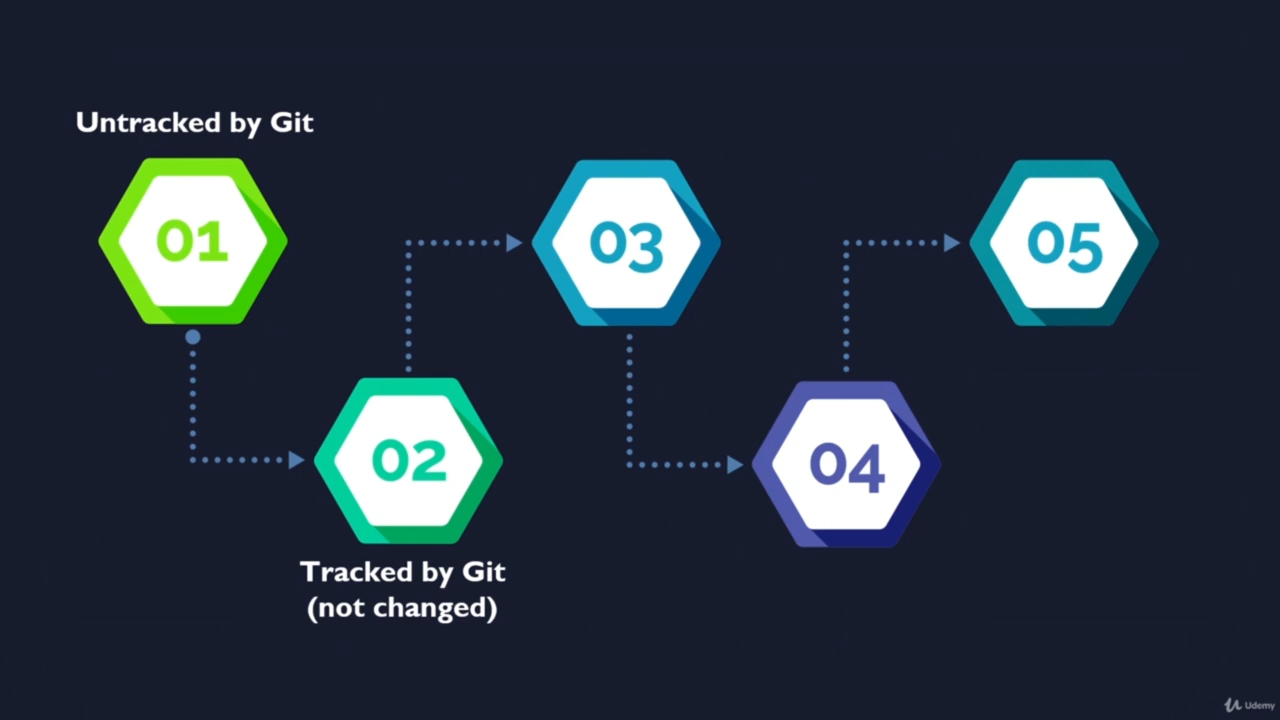 Untracked by Git
01
02
Tracked by Git
(not changed)
03
04
05
Udemy